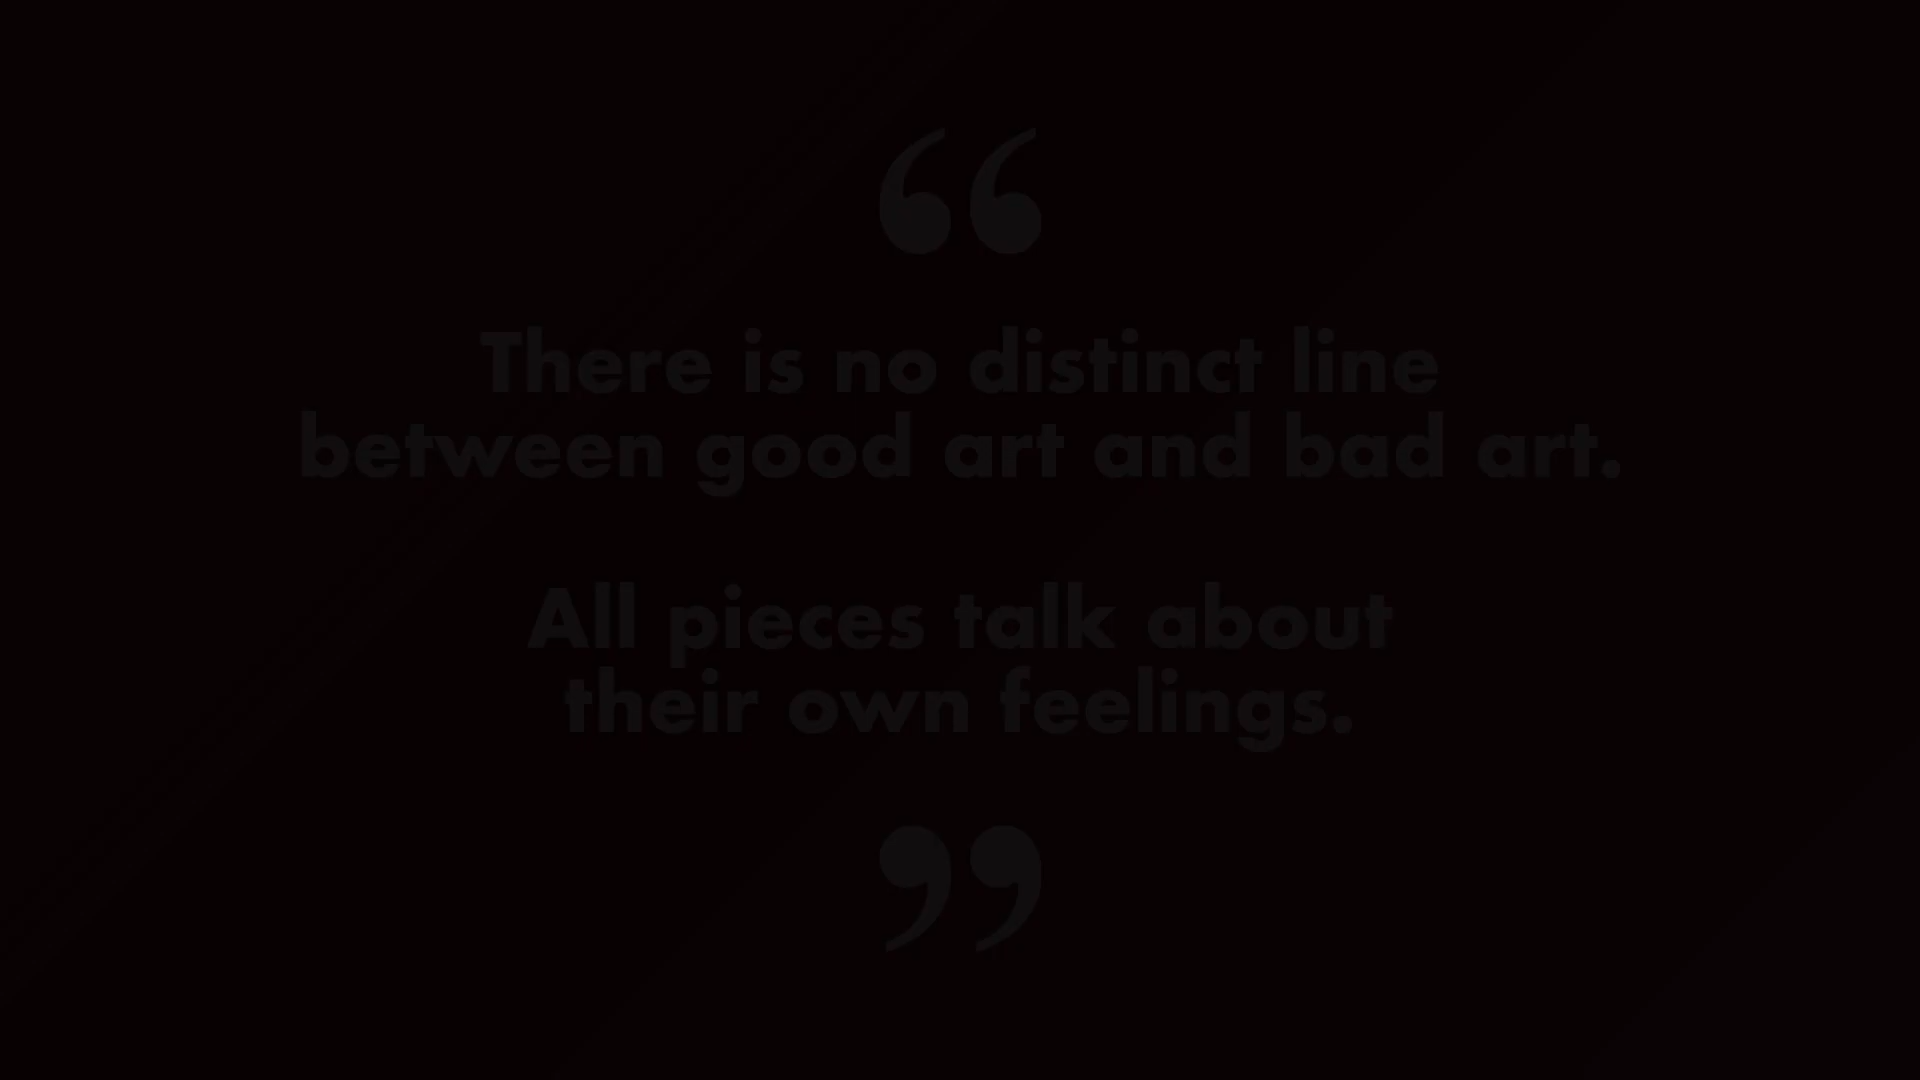 “
There is no distinct line
between good art and bad art.
All pieces talk about
their own feelings.
”